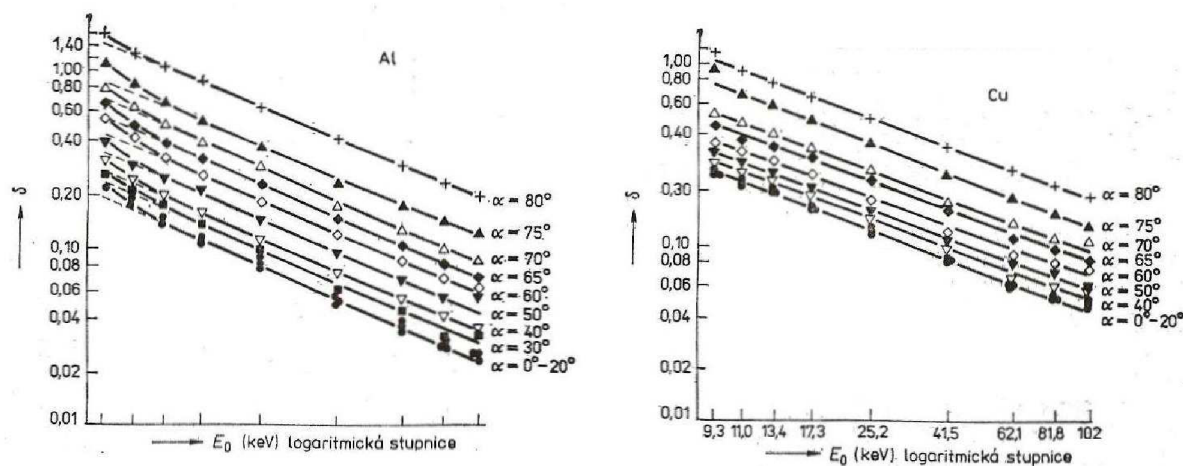 Al
δ
1,40
1,00
0,80
0,60
0,40
0,20
0,10
0,08
0,06
0,04
0,02
0,01
α = 80°
α = 75°
α = 70°
α = 65°
α = 60°
α = 50°
α = 40°
α = 30°
α = 0°–20°
E₀ (keV) logaritmická stupnice
Cu
δ
1,00
0,80
0,60
0,40
0,20
0,10
0,08
0,06
0,04
0,02
0,01
α = 80°
α = 75°
α = 70°
α = 65°
α = 60°
α = 50°
α = 40°
α = 0°–20°
9,3 11,0 13,4 17,3 25,2 41,5 62,1 81,8 102
E₀ (keV) logaritmická stupnice